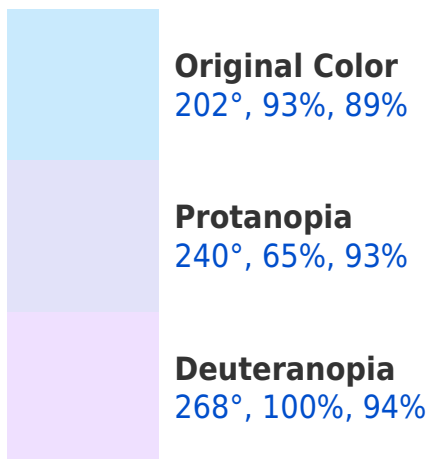 Original Color
202°, 93%, 89%
Protanopia
240°, 65%, 93%
Deuteranopia
268°, 100%, 94%